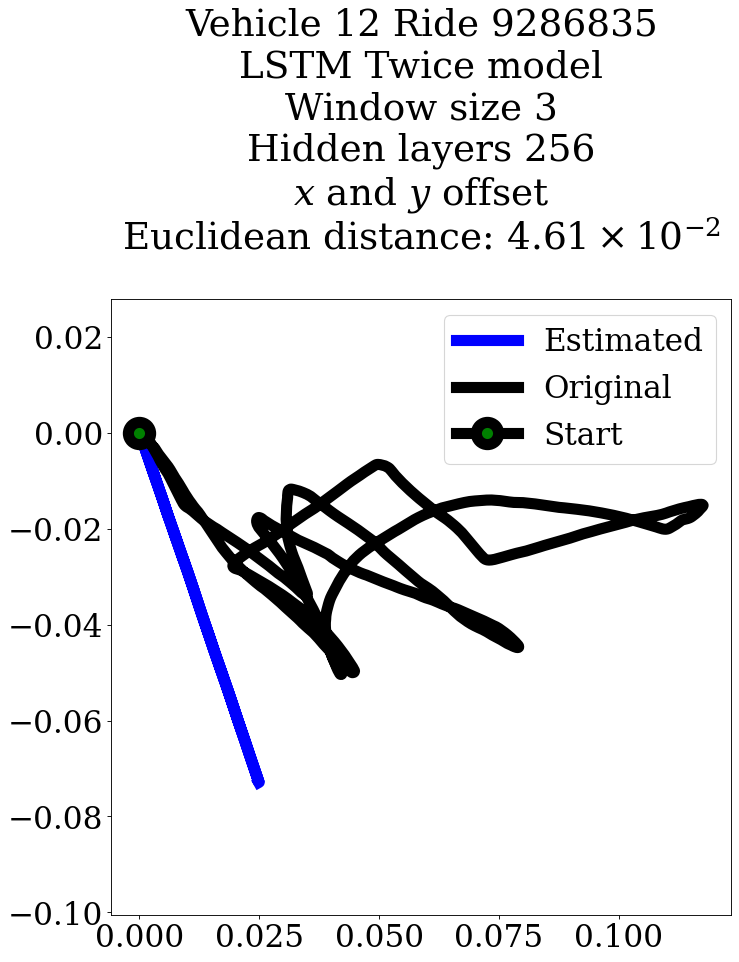 Vehicle 12 Ride 9286835
LSTM Twice model
Window size 3
Hidden layers 256
x and y offset
Euclidean distance: 4.61 × 10⁻²
Estimated
Original
Start
0.02
0.00
−0.02
−0.04
−0.06
−0.08
−0.10
0.000 0.025 0.050 0.075 0.100